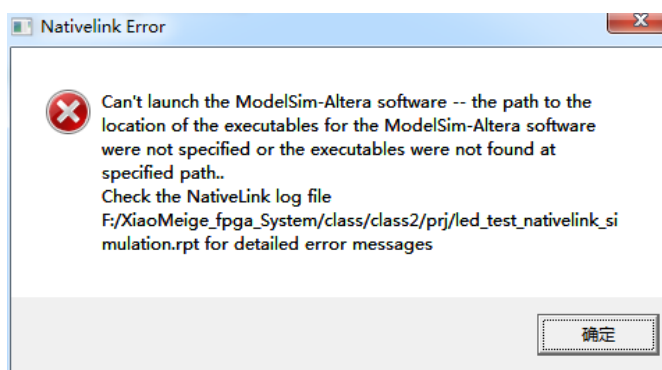 Nativelink Error
Can't launch the ModelSim-Altera software -- the path to the
location of the executables for the ModelSim-Altera software
were not specified or the executables were not found at
specified path..
Check the NativeLink log file
F:/XiaoMeige_fpga_System/class/class2/prj/led_test_nativelink_si
mulation.rpt for detailed error messages
确定